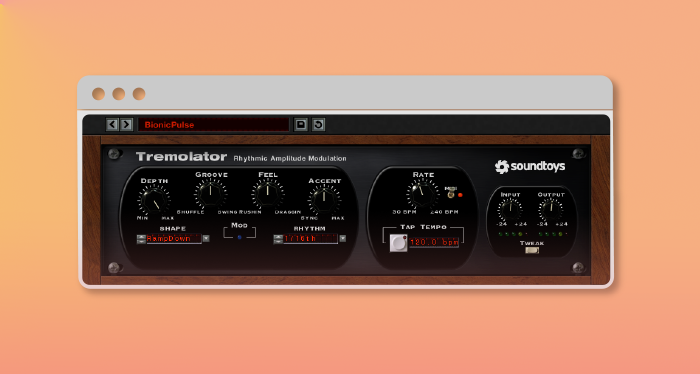 BionicPulse
Tremolator Rhythmic Amplitude Modulation
soundtoys
DEPTH
GROOVE
FEEL
ACCENT
MIN MAX
SHUFFLE SWING
RUSHIN DRAGGIN
SYNC MAX
SHAPE
RampDown
MOD
RHYTHM
1/16th
RATE
MIDI
30 BPM 240 BPM
TAP TEMPO
120.0 bpm
INPUT OUTPUT
-24 +24 -24 +24
TWEAK